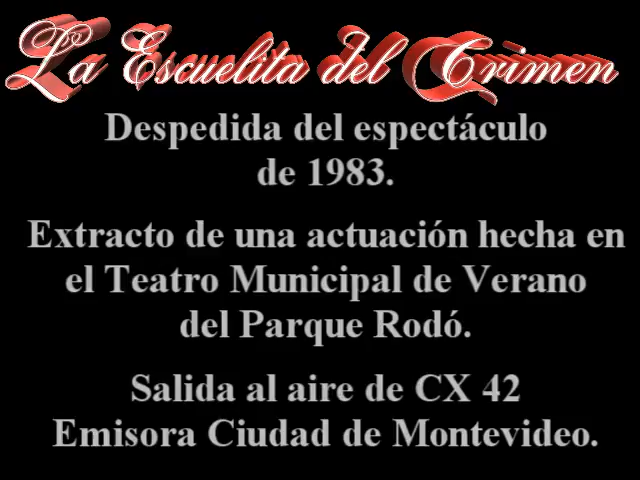 La Escuelita del Crimen
Despedida del espectáculo
de 1983.
Extracto de una actuación hecha en
el Teatro Municipal de Verano
del Parque Rodó.
Salida al aire de CX 42
Emisora Ciudad de Montevideo.